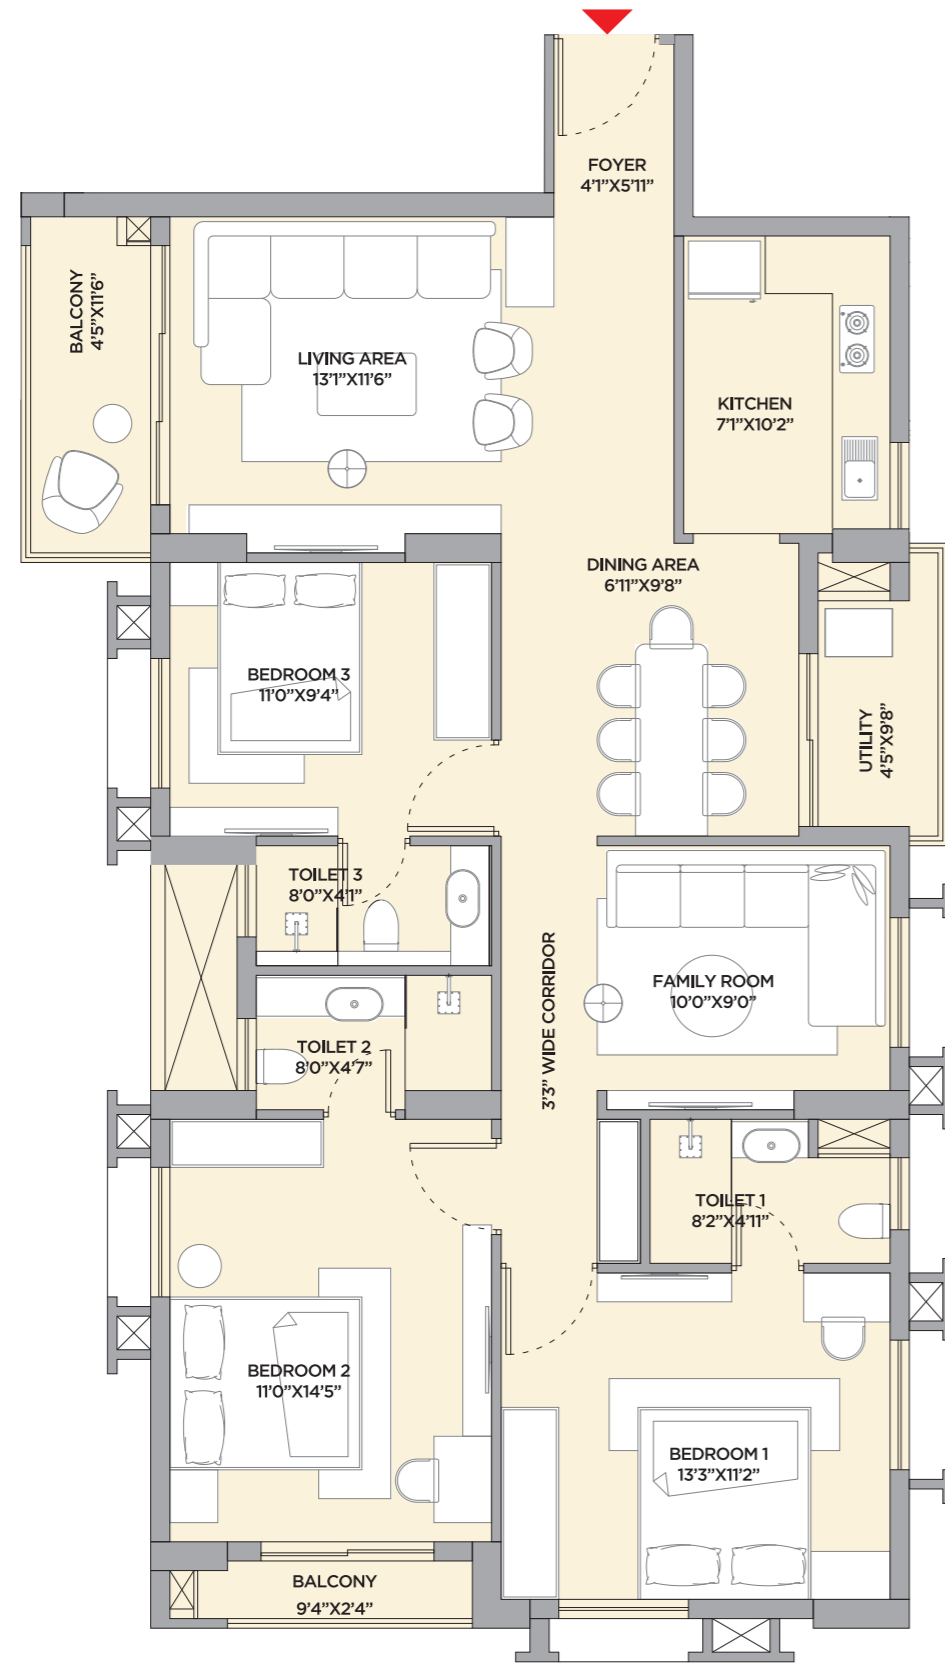 FOYER
4'1"X5'11"
BALCONY
4'5"X11'6"
LIVING AREA
13'1"X11'6"
KITCHEN
7'1"X10'2"
DINING AREA
6'11"X9'8"
BEDROOM 3
11'0"X9'4"
UTILITY
4'5"X9'8"
TOILET 3
8'0"X4'1"
3'3" WIDE CORRIDOR
FAMILY ROOM
10'0"X9'0"
TOILET 2
8'0"X4'7"
TOILET 1
8'2"X4'11"
BEDROOM 2
11'0"X14'5"
BEDROOM 1
13'3"X11'2"
BALCONY
9'4"X2'4"